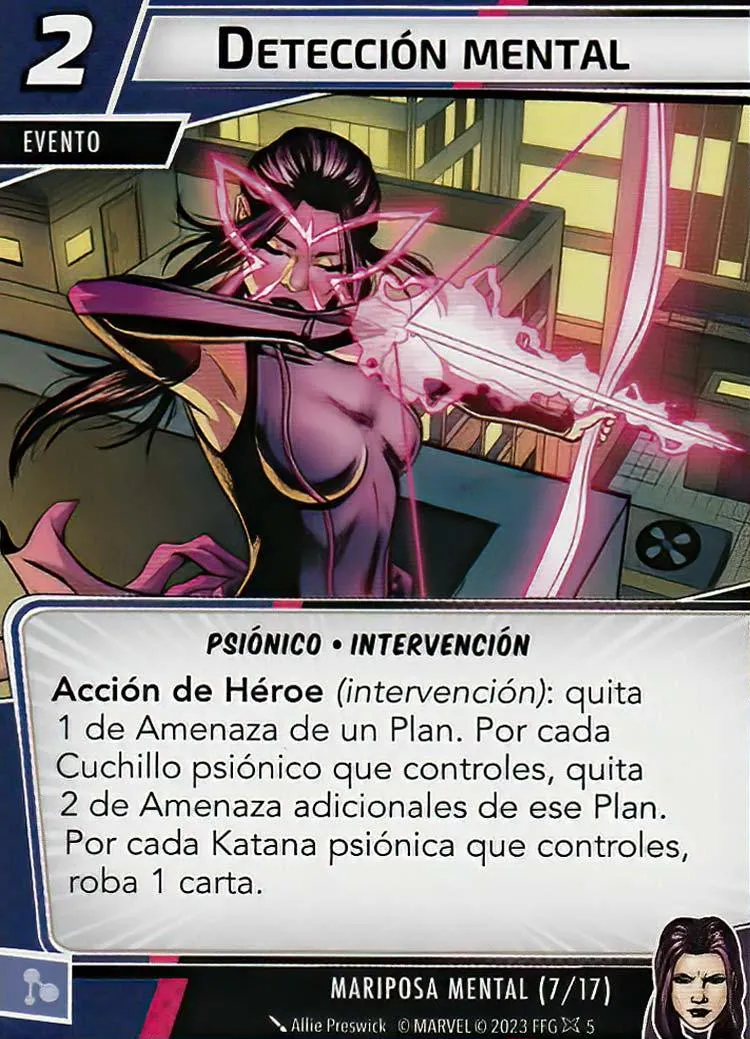 2
DETECCIÓN MENTAL
EVENTO
PSIÓNICO • INTERVENCIÓN
Acción de Héroe (intervención): quita
1 de Amenaza de un Plan. Por cada
Cuchillo psiónico que controles, quita
2 de Amenaza adicionales de ese Plan.
Por cada Katana psiónica que controles,
roba 1 carta.
MARIPOSA MENTAL (7/17)
Allie Preswick © MARVEL © 2023 FFG 5